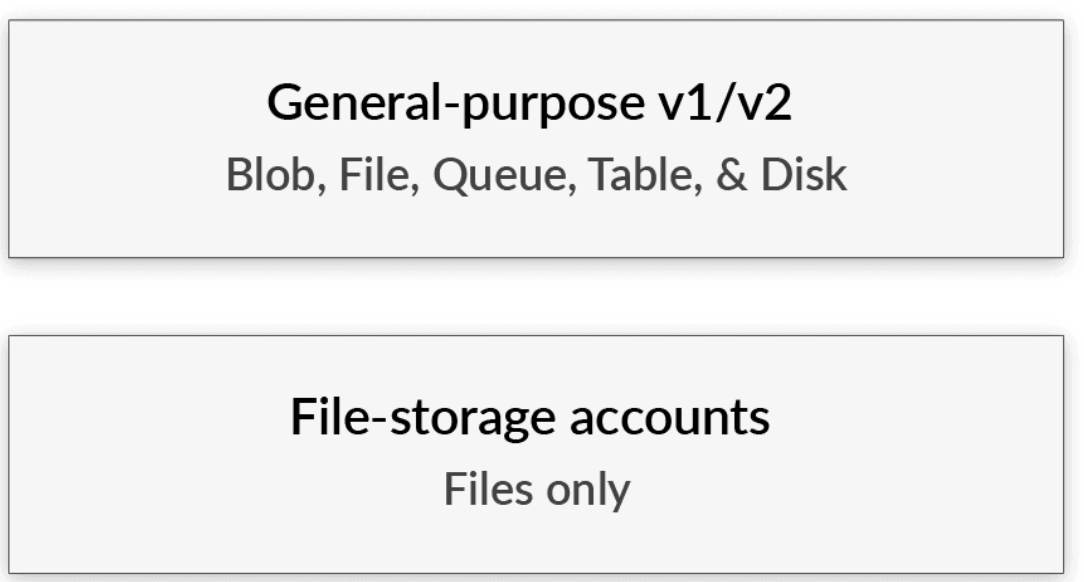 General-purpose v1/v2
Blob, File, Queue, Table, & Disk
File-storage accounts
Files only